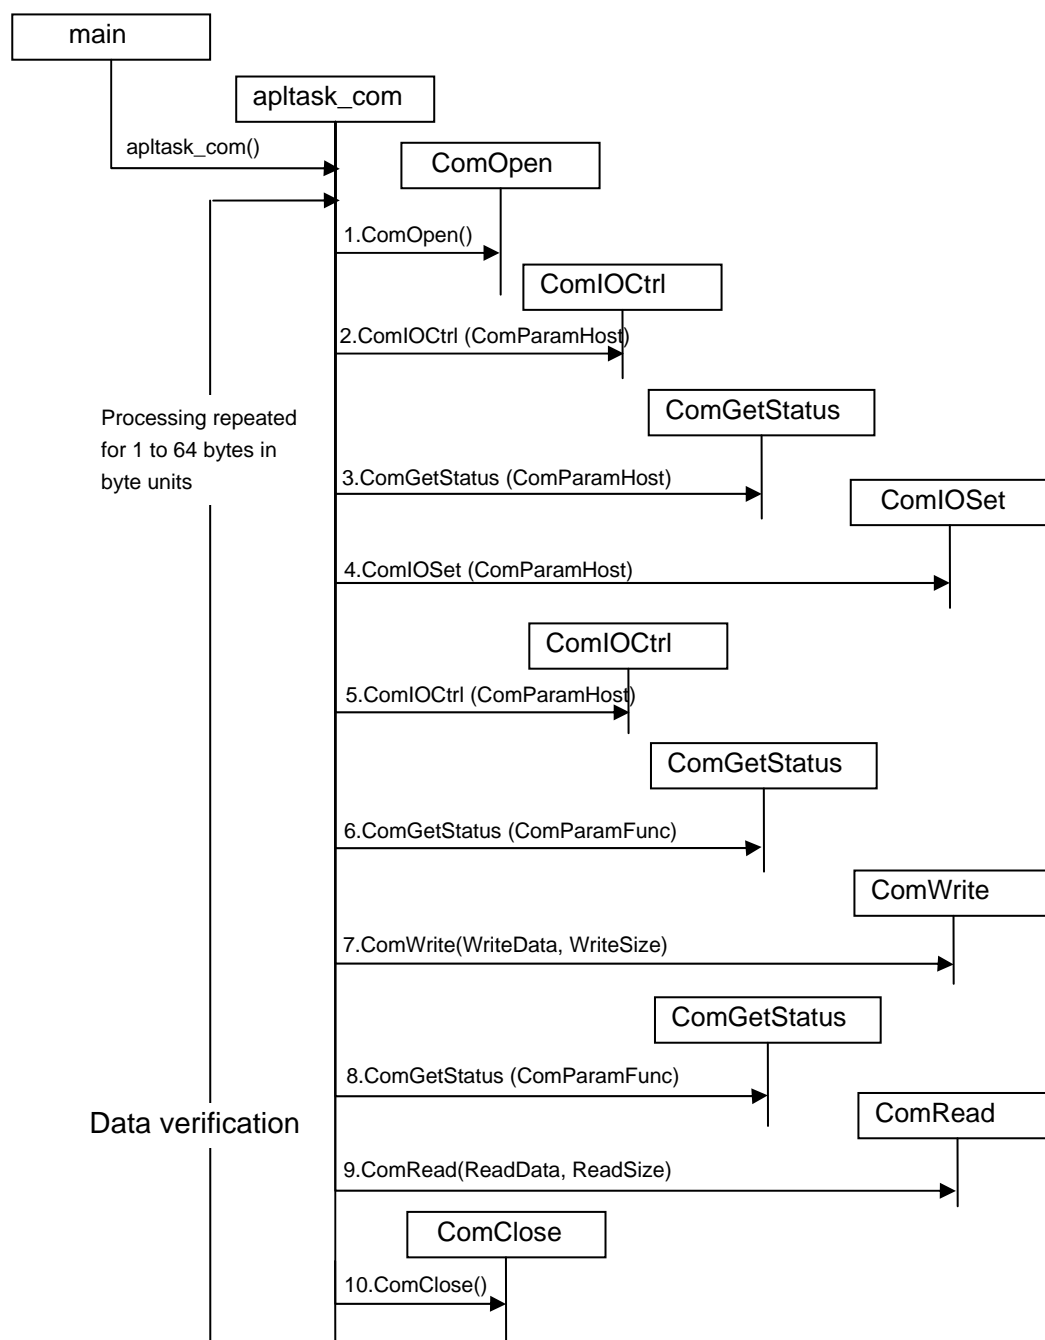 main
apltask_com
apltask_com()
ComOpen
1.ComOpen()
ComIOCtrl
2.ComIOCtrl (ComParamHost)
Processing repeated
for 1 to 64 bytes in
byte units
ComGetStatus
3.ComGetStatus (ComParamHost)
ComIOSet
4.ComIOSet (ComParamHost)
ComIOCtrl
5.ComIOCtrl (ComParamHost)
ComGetStatus
6.ComGetStatus (ComParamFunc)
ComWrite
7.ComWrite(WriteData, WriteSize)
ComGetStatus
8.ComGetStatus (ComParamFunc)
Data verification
ComRead
9.ComRead(ReadData, ReadSize)
ComClose
10.ComClose()